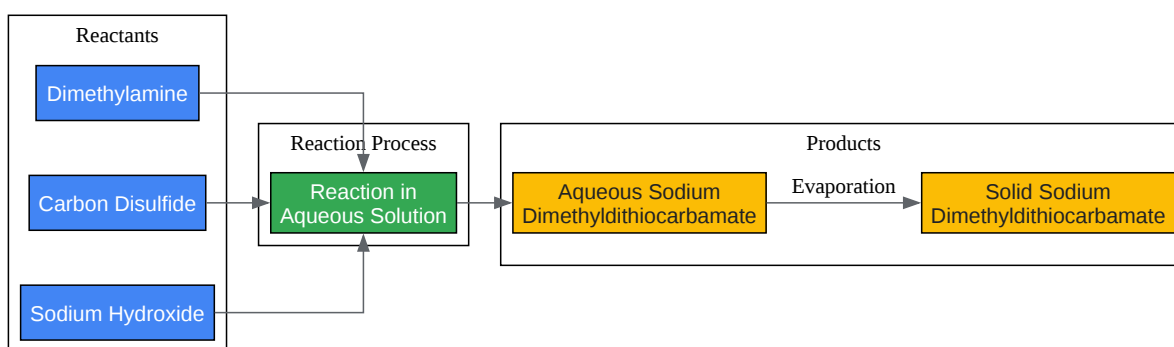 Reactants
Dimethylamine
Carbon Disulfide
Sodium Hydroxide
Reaction Process
Reaction in
Aqueous Solution
Products
Aqueous Sodium
Dimethyldithiocarbamate
Evaporation
Solid Sodium
Dimethyldithiocarbamate